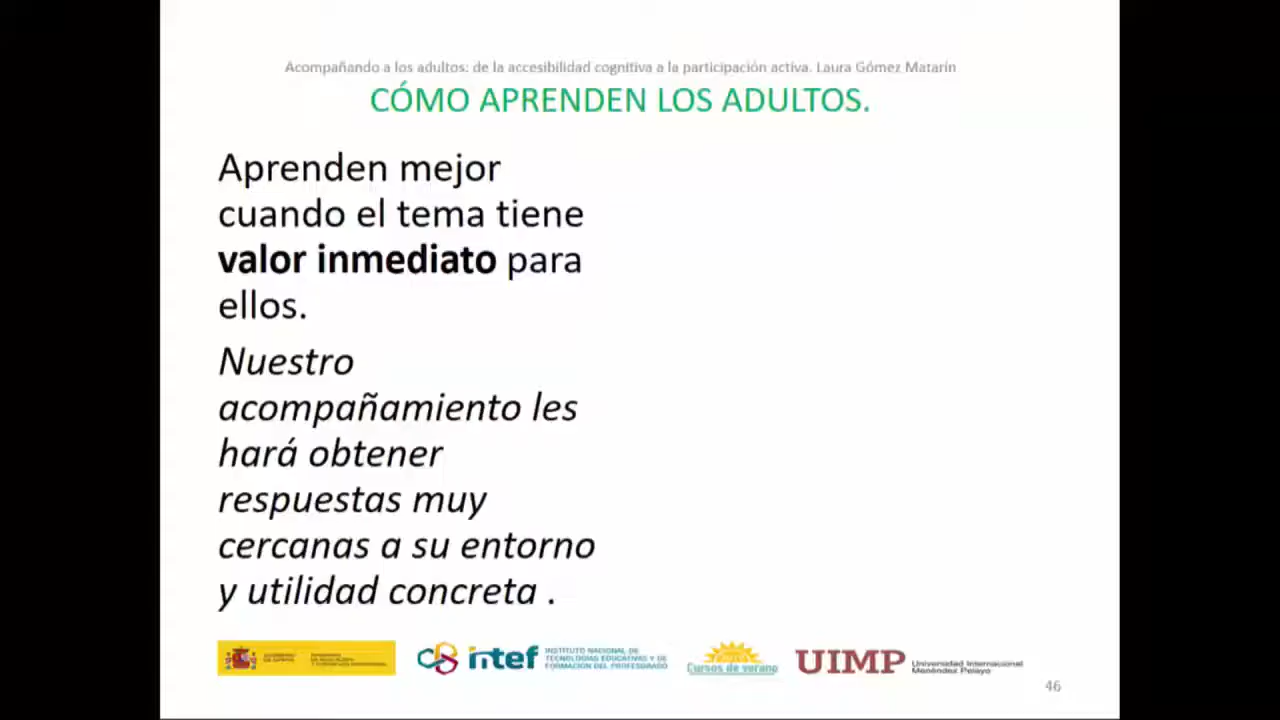 Acompañando a los adultos: de la accesibilidad cognitiva a la participación activa. Laura Gómez Matarín
CÓMO APRENDEN LOS ADULTOS.
Aprenden mejor
cuando el tema tiene
valor inmediato para
ellos.
Nuestro
acompañamiento les
hará obtener
respuestas muy
cercanas a su entorno
y utilidad concreta .
intef
INSTITUTO NACIONAL DE
TECNOLOGÍAS EDUCATIVAS Y DE
FORMACIÓN DEL PROFESORADO
Cursos de verano
UIMP
Universidad Internacional
Menéndez Pelayo
46